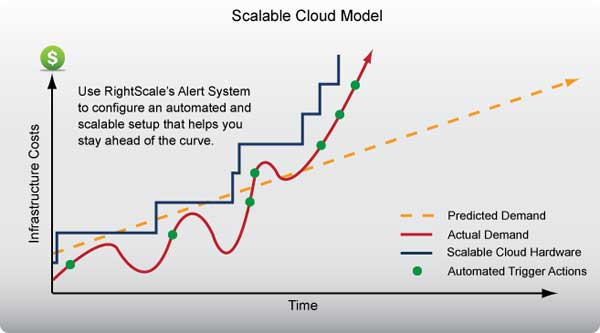 Scalable Cloud Model
$
Use RightScale's Alert System
to configure an automated and
scalable setup that helps you
stay ahead of the curve.
Infrastructure Costs
Predicted Demand
Actual Demand
Scalable Cloud Hardware
Automated Trigger Actions
Time